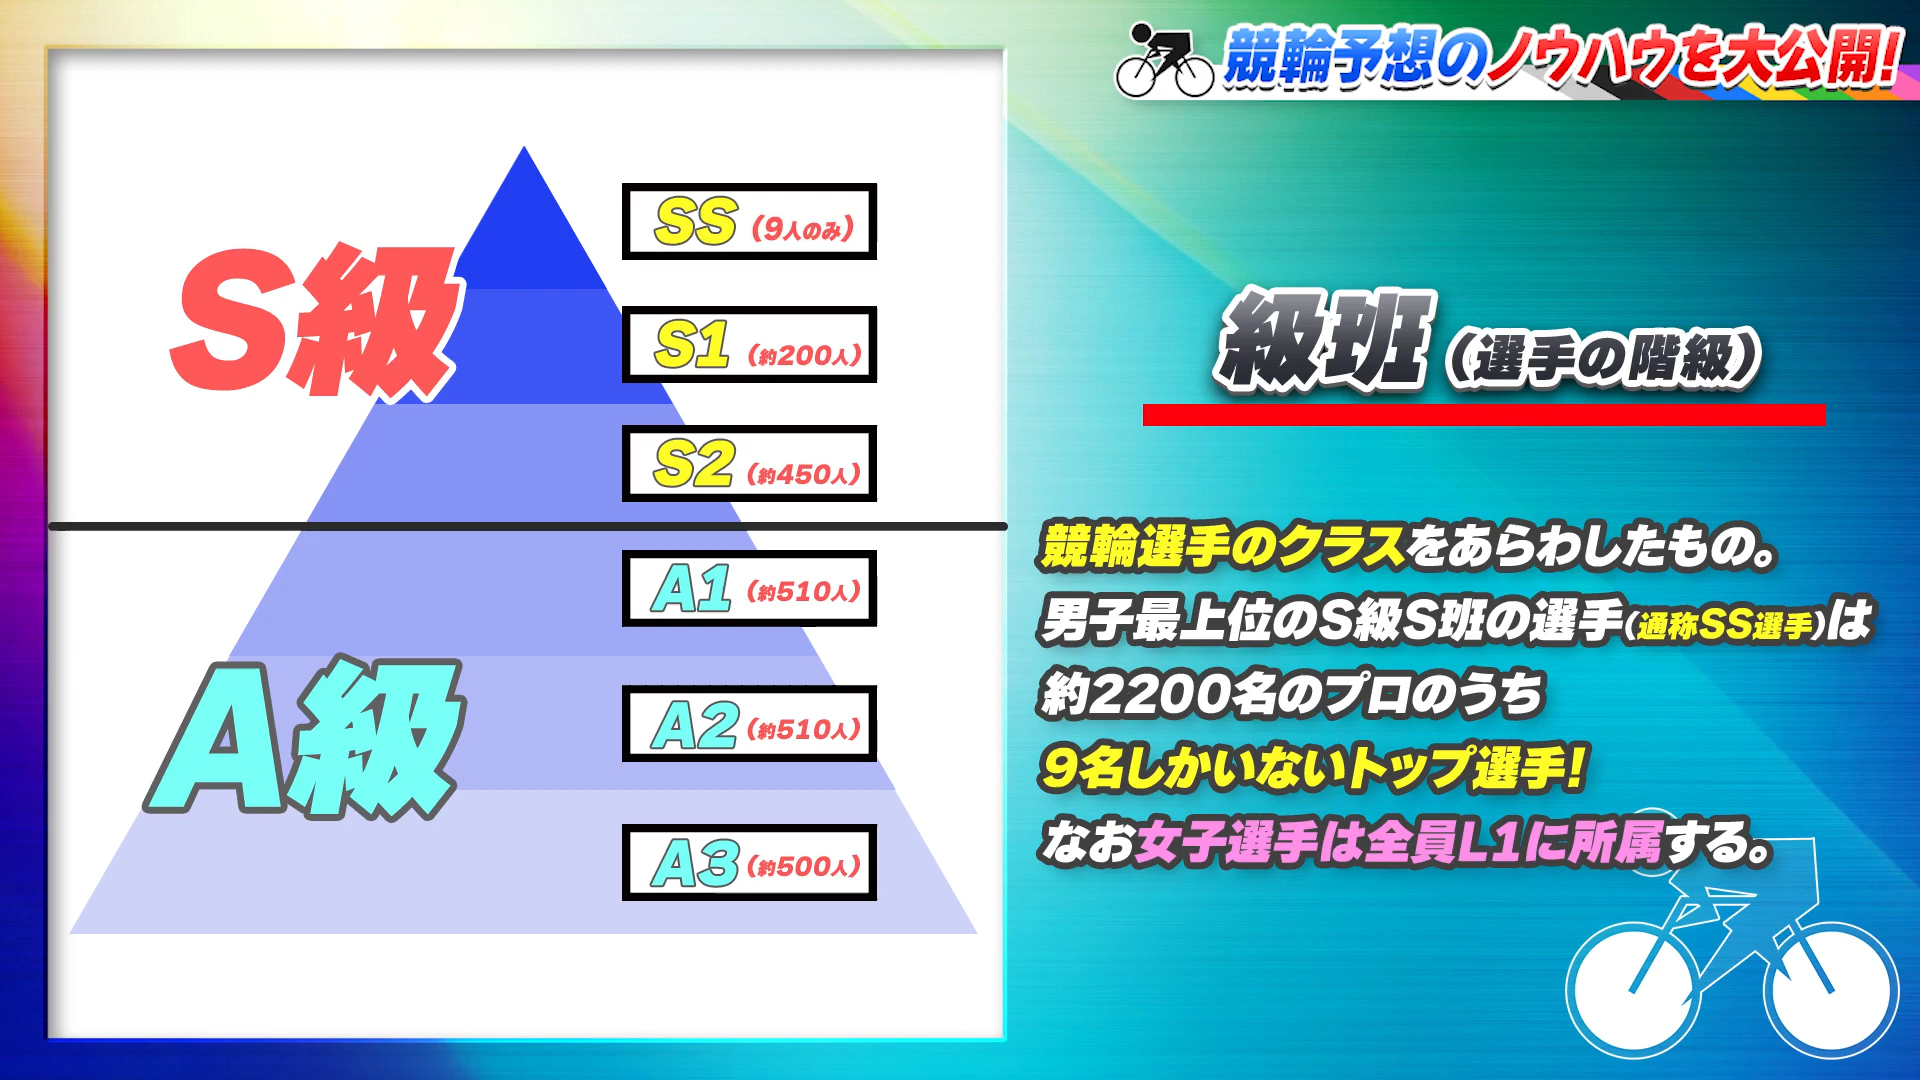 競輪予想のノウハウを大公開!
S級
SS (9人のみ)
S1 (約200人)
S2 (約450人)
A級
A1 (約510人)
A2 (約510人)
A3 (約500人)
級班(選手の階級)
競輪選手のクラスをあらわしたもの。
男子最上位のS級S班の選手(通称SS選手)は
約2200名のプロのうち
9名しかいないトップ選手!
なお女子選手は全員L1に所属する。